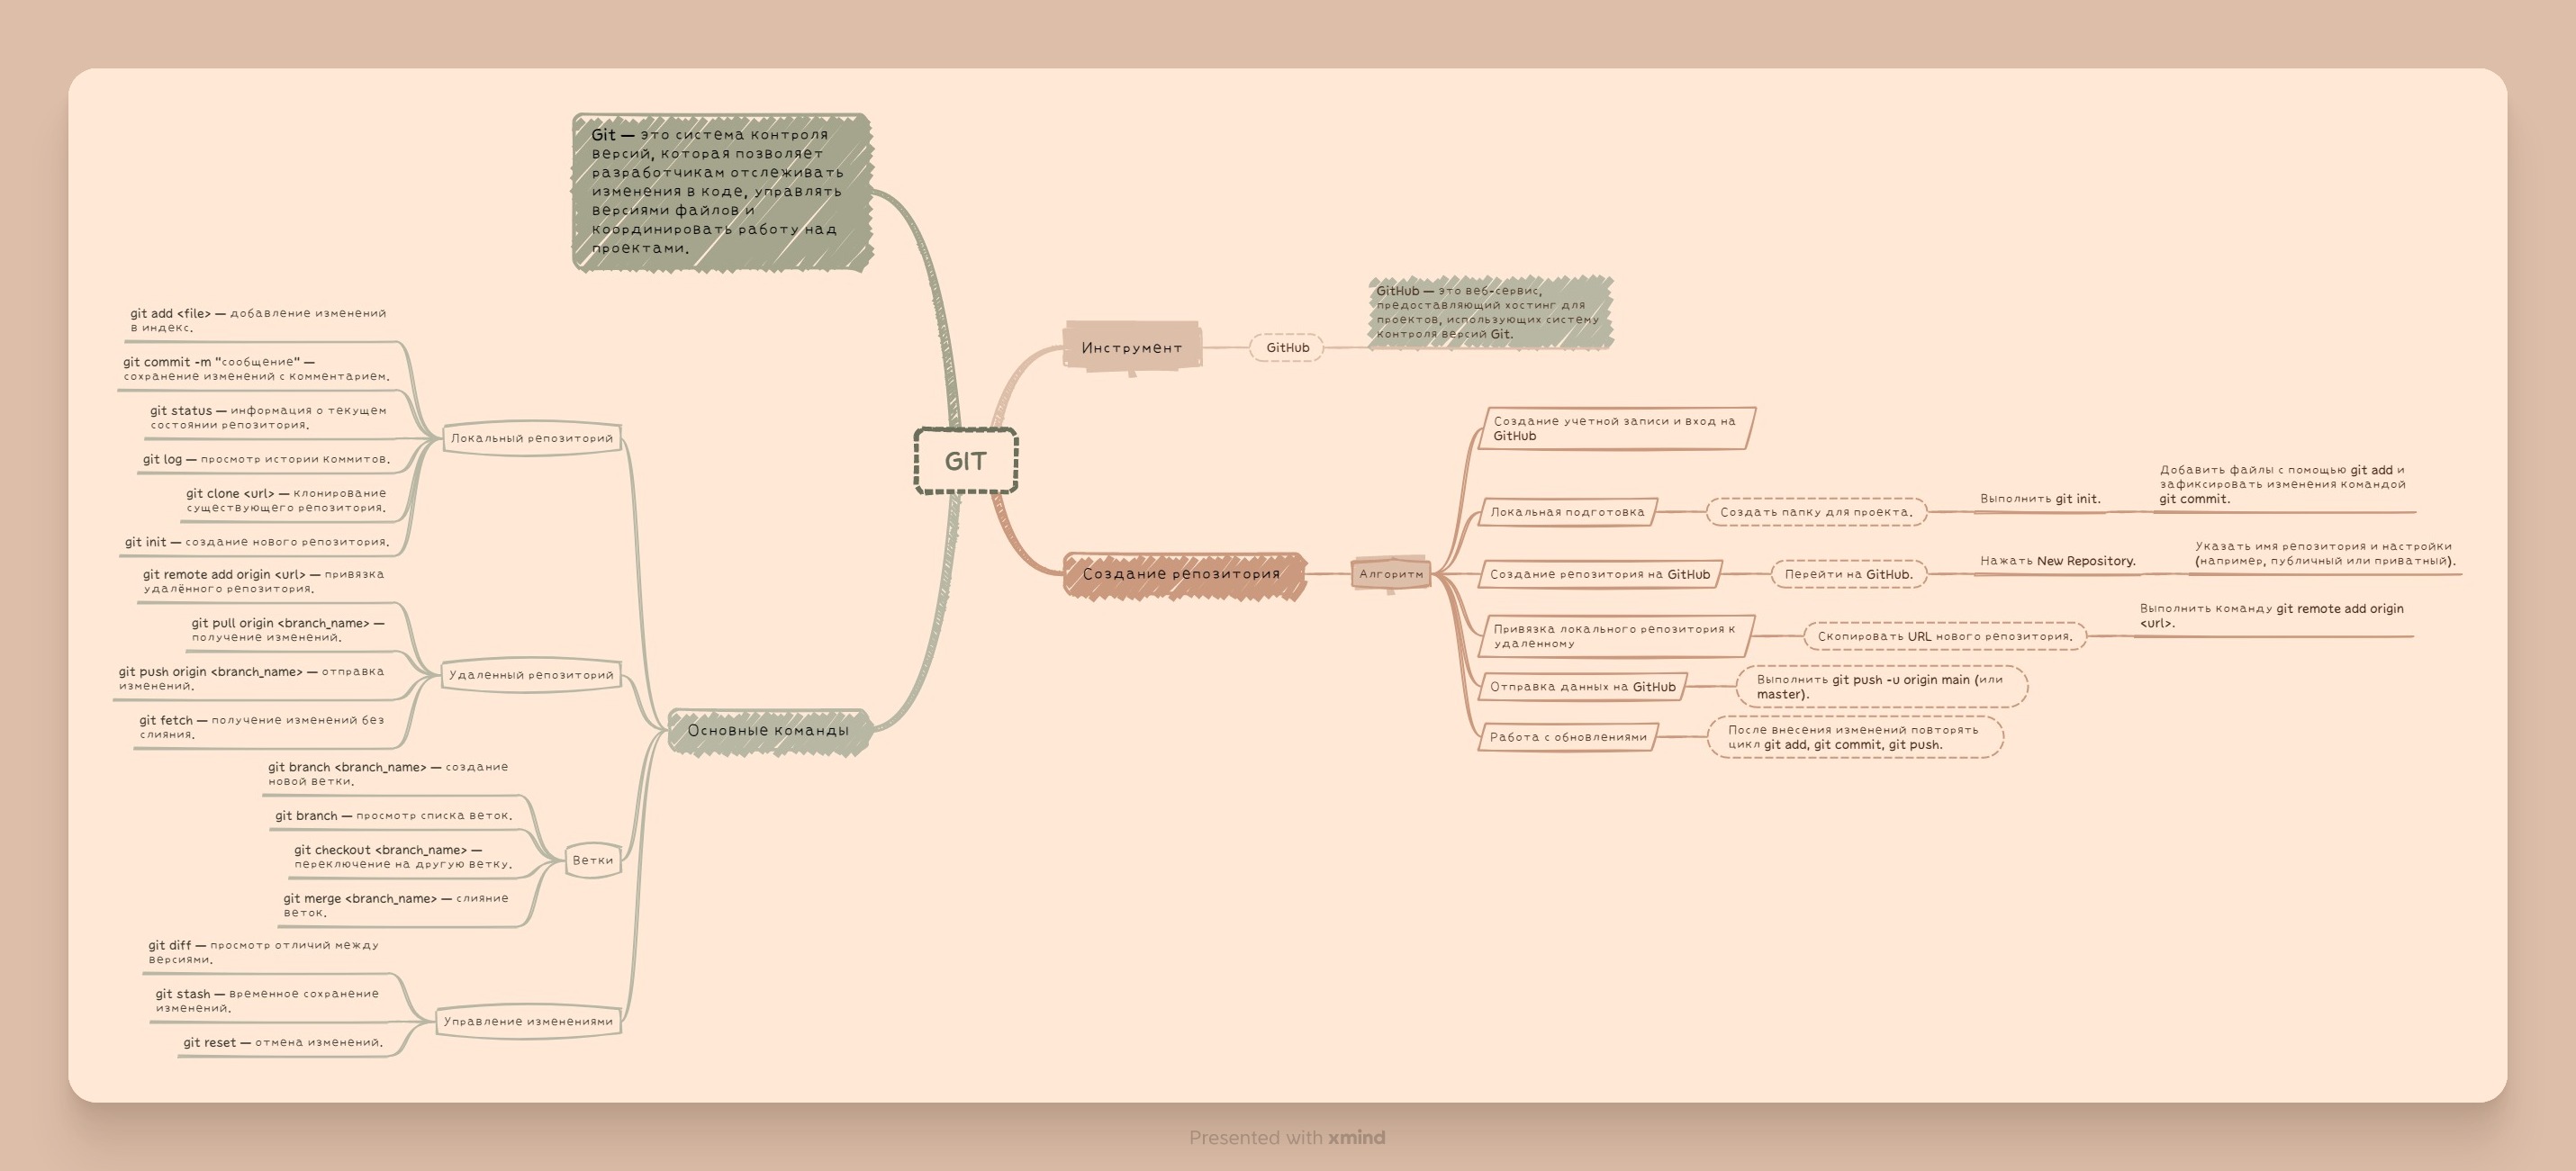 Git — это система контроля
версий, которая позволяет
разработчикам отслеживать
изменения в коде, управлять
версиями файлов и
координировать работу над
проектами.
GIT
Инструмент
GitHub
GitHub — это веб-сервис,
предоставляющий хостинг для
проектов, использующих систему
контроля версий Git.
Создание репозитория
Алгоритм
Создание учетной записи и вход на
GitHub
Локальная подготовка
Создать папку для проекта.
Выполнить git init.
Добавить файлы с помощью git add и
зафиксировать изменения командой
git commit.
Создание репозитория на GitHub
Перейти на GitHub.
Нажать New Repository.
Указать имя репозитория и настройки
(например, публичный или приватный).
Привязка локального репозитория к
удаленному
Скопировать URL нового репозитория.
Выполнить команду git remote add origin
<url>.
Отправка данных на GitHub
Выполнить git push -u origin main (или
master).
Работа с обновлениями
После внесения изменений повторять
цикл git add, git commit, git push.
Основные команды
Локальный репозиторий
git add <file> — добавление изменений
в индекс.
git commit -m "сообщение" —
сохранение изменений с комментарием.
git status — информация о текущем
состоянии репозитория.
git log — просмотр истории коммитов.
git clone <url> — клонирование
существующего репозитория.
git init — создание нового репозитория.
Удаленный репозиторий
git remote add origin <url> — привязка
удалённого репозитория.
git pull origin <branch_name> —
получение изменений.
git push origin <branch_name> — отправка
изменений.
git fetch — получение изменений без
слияния.
Ветки
git branch <branch_name> — создание
новой ветки.
git branch — просмотр списка веток.
git checkout <branch_name> —
переключение на другую ветку.
git merge <branch_name> — слияние
веток.
Управление изменениями
git diff — просмотр отличий между
версиями.
git stash — временное сохранение
изменений.
git reset — отмена изменений.
Presented with xmind